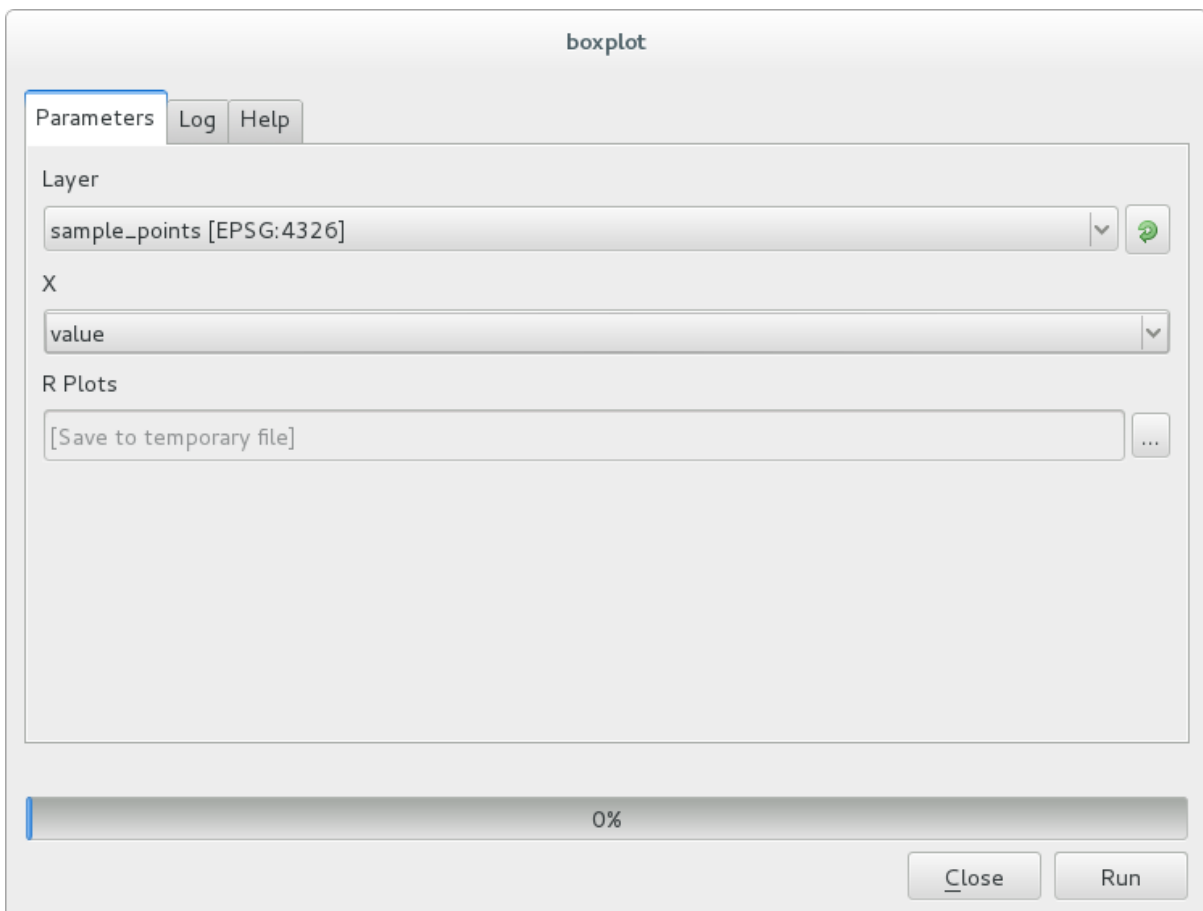 boxplot
Parameters Log Help
Layer
sample_points [EPSG:4326]
X
value
R Plots
[Save to temporary file] ...
0%
Close Run